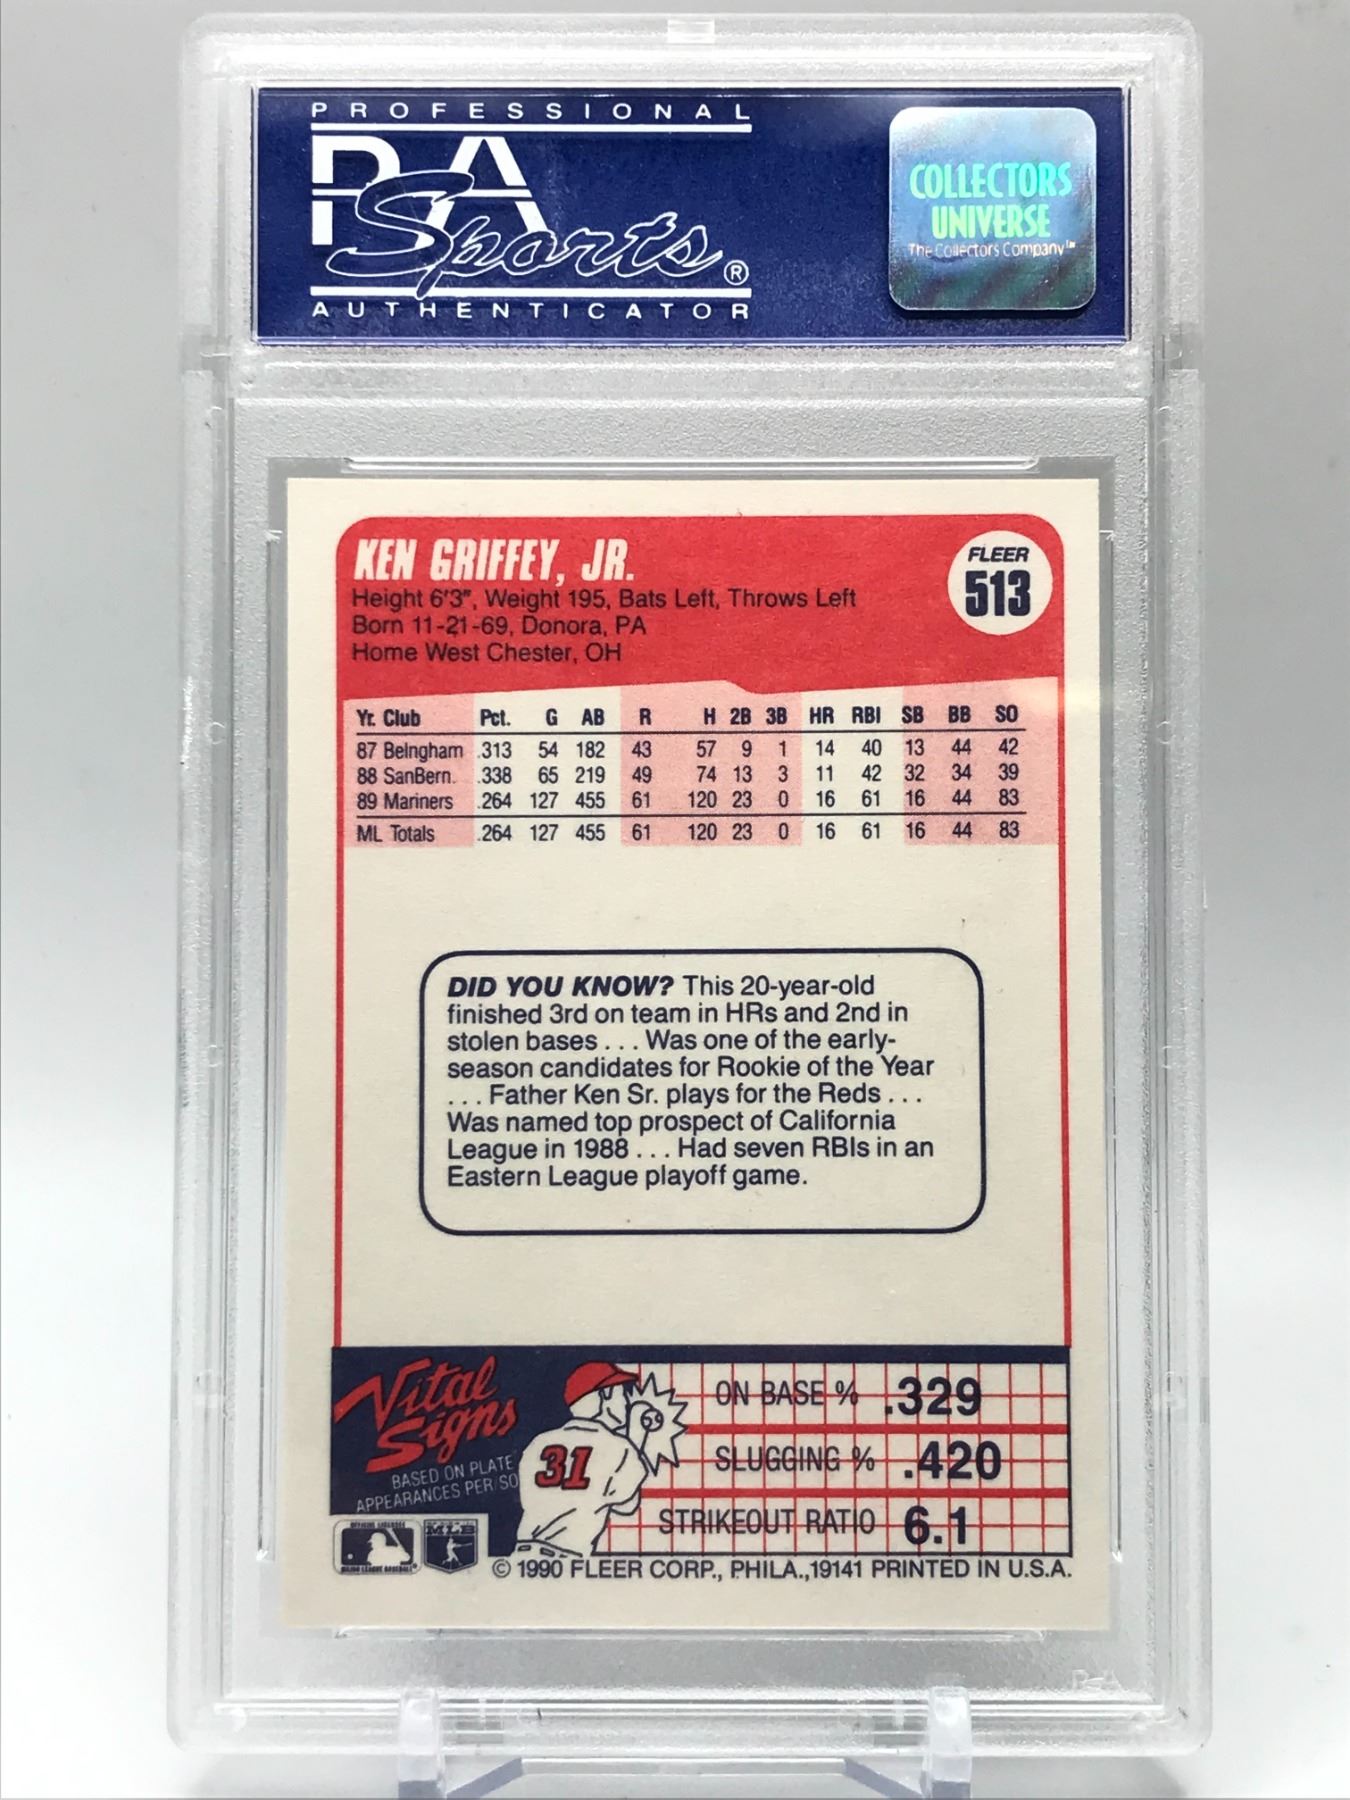 PROFESSIONAL
PSA
Sports®
AUTHENTICATOR
COLLECTORS
UNIVERSE
The Collectors Company™
KEN GRIFFEY, JR.
Height 6'3", Weight 195, Bats Left, Throws Left
Born 11-21-69, Donora, PA
Home West Chester, OH
FLEER
513
Yr. Club Pct. G AB R H 2B 3B HR RBI SB BB SO
87 Belngham .313 54 182 43 57 9 1 14 40 13 44 42
88 SanBern. .338 65 219 49 74 13 3 11 42 32 34 39
89 Mariners .264 127 455 61 120 23 0 16 61 16 44 83
ML Totals .264 127 455 61 120 23 0 16 61 16 44 83
DID YOU KNOW? This 20-year-old
finished 3rd on team in HRs and 2nd in
stolen bases . . . Was one of the early-
season candidates for Rookie of the Year
. . . Father Ken Sr. plays for the Reds . . .
Was named top prospect of California
League in 1988 . . . Had seven RBIs in an
Eastern League playoff game.
Vital
Signs
BASED ON PLATE
APPEARANCES PER SO
31
ON BASE % .329
SLUGGING % .420
STRIKEOUT RATIO 6.1
MLB
© 1990 FLEER CORP., PHILA.,19141 PRINTED IN U.S.A.
PSA